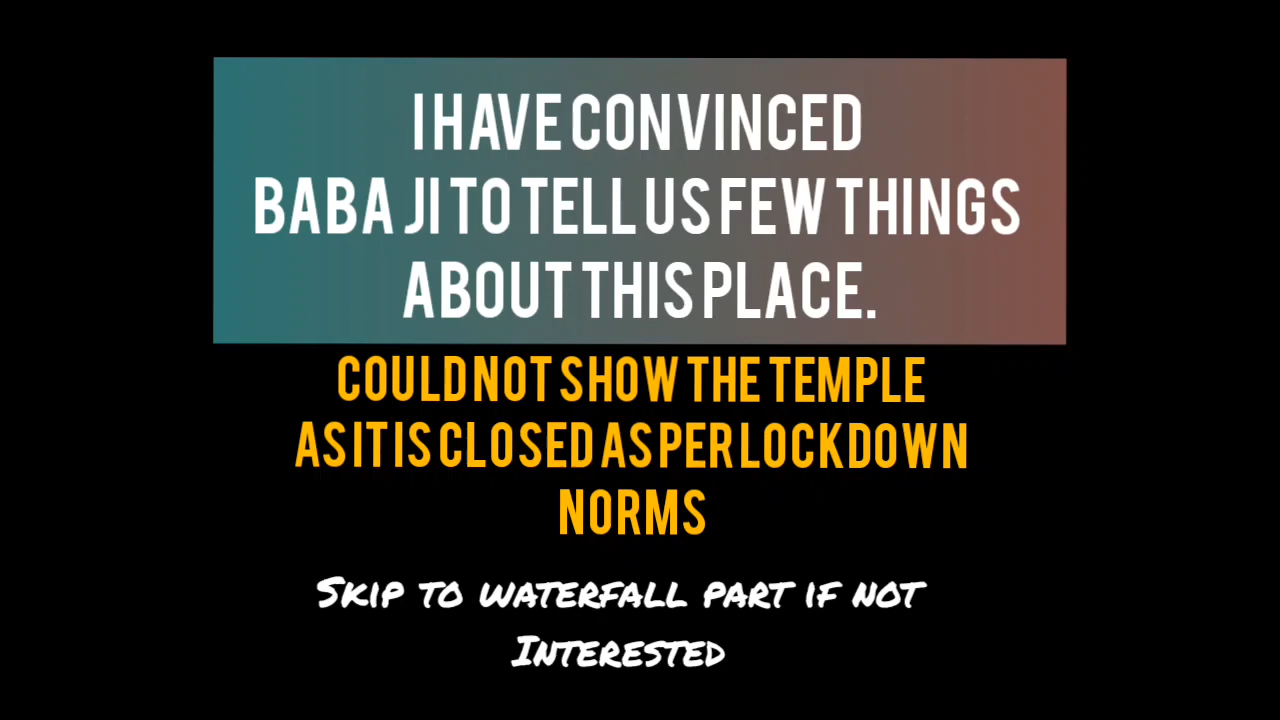 I HAVE CONVINCED
BABA JI TO TELL US FEW THINGS
ABOUT THIS PLACE.
COULD NOT SHOW THE TEMPLE
AS IT IS CLOSED AS PER LOCKDOWN
NORMS
SKIP TO WATERFALL PART IF NOT
INTERESTED